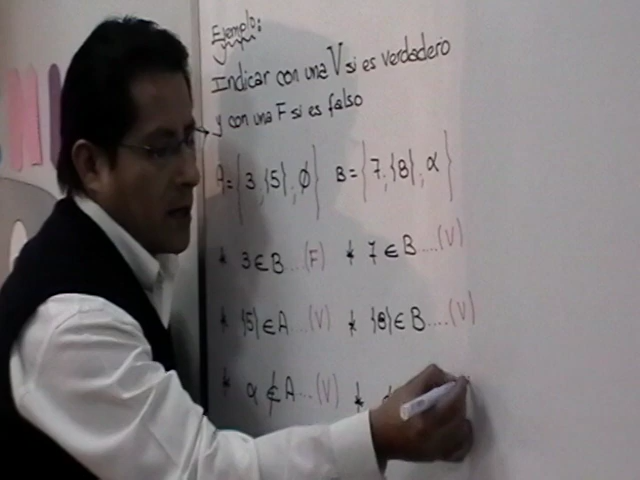 Ejemplo:
Indicar con una V si es verdadero
y con una F si es falso
A={3,{5},ϕ} B={7,{8},α}
* 3∈B...(F) * 7∈B....(V)
* {5}∈A...(V) * {8}∈B....(V)
* α∉A...(V) *